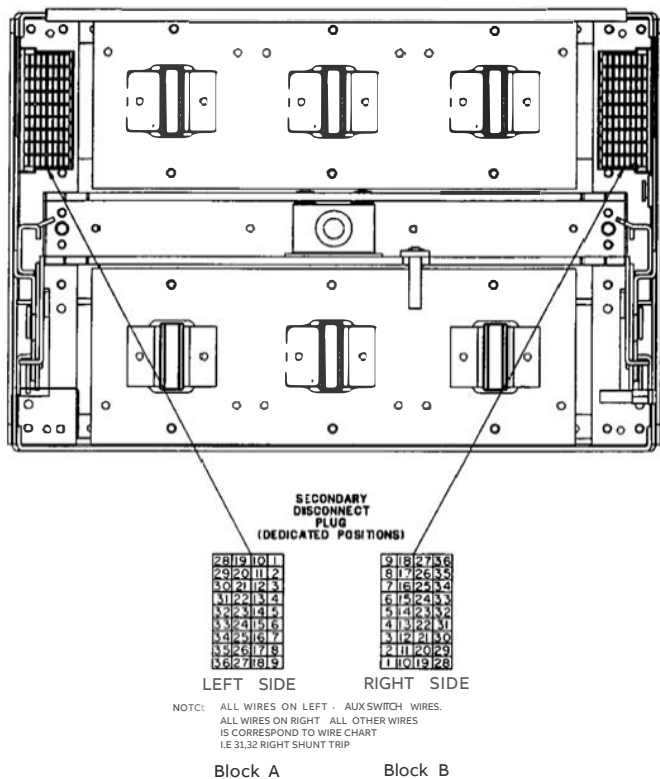 SECONDARY
DISCONNECT
PLUG
(DEDICATED POSITIONS)
28 19 10 1
29 20 11 2
30 21 12 3
31 22 13 4
32 23 14 5
33 24 15 6
34 25 16 7
35 26 17 8
36 27 18 9
LEFT SIDE
9 18 27 36
8 17 26 35
7 16 25 34
6 15 24 33
5 14 23 32
4 13 22 31
3 12 21 30
2 11 20 29
1 10 19 28
RIGHT SIDE
NOTC: ALL WIRES ON LEFT - AUX SWITCH WIRES.
ALL WIRES ON RIGHT ALL OTHER WIRES
IS CORRESPOND TO WIRE CHART
I.E 31,32 RIGHT SHUNT TRIP
Block A
Block B